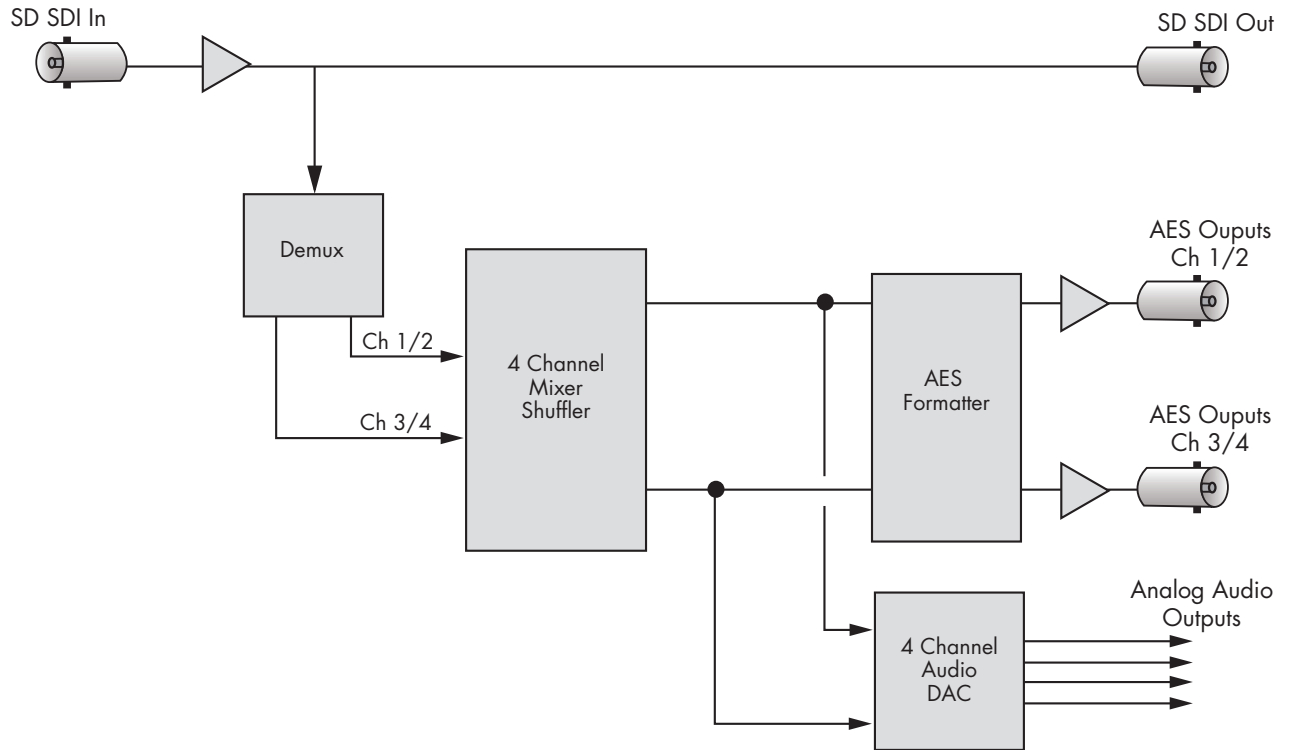 SD SDI In
SD SDI Out
Demux
AES Ouputs
Ch 1/2
Ch 1/2
4 Channel
Mixer
Shuffler
AES
Formatter
Ch 3/4
AES Ouputs
Ch 3/4
Analog Audio
Outputs
4 Channel
Audio
DAC